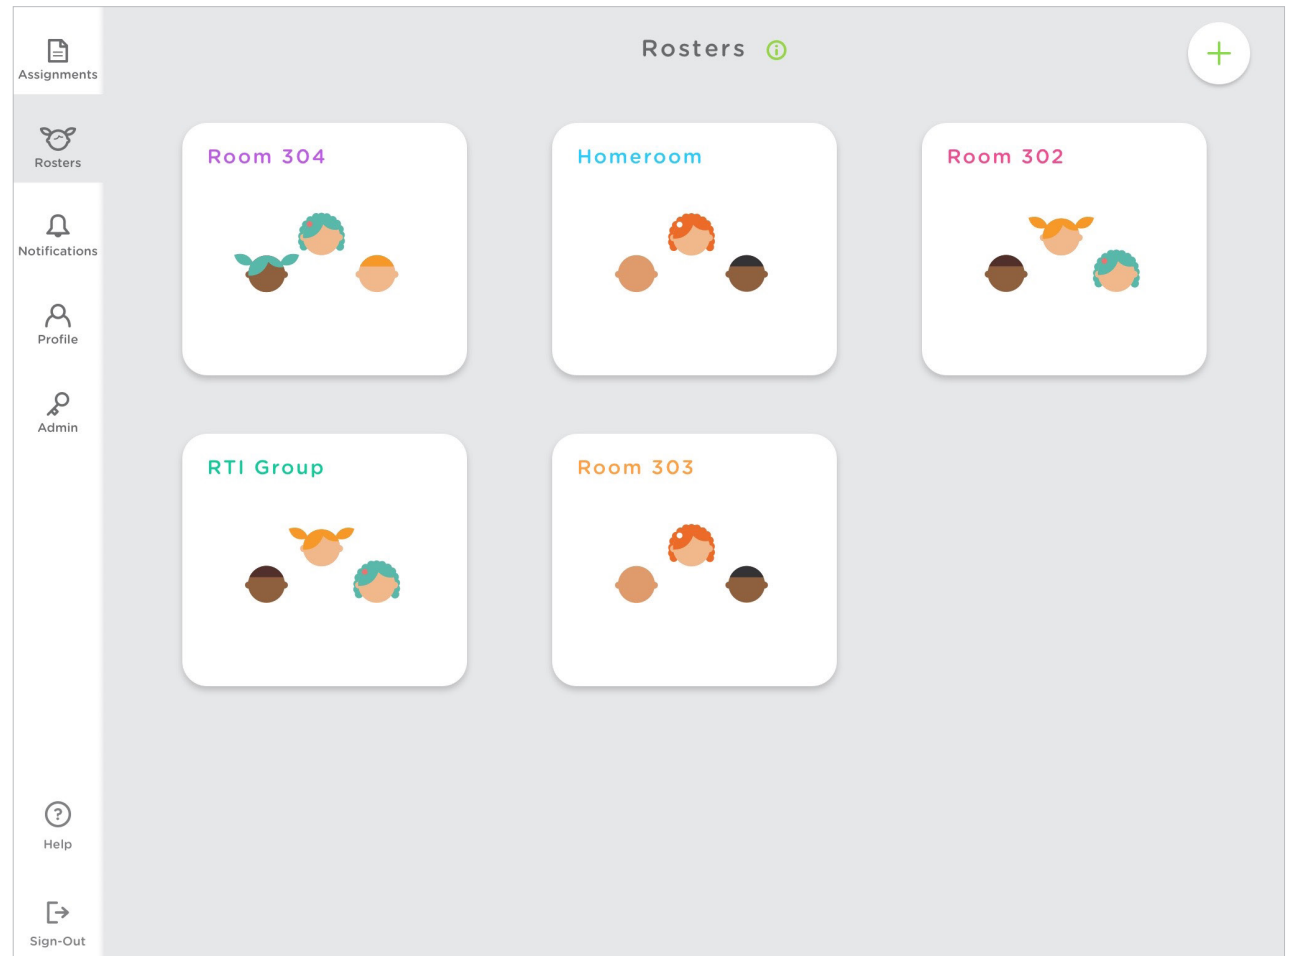 Rosters
Assignments
Rosters
Notifications
Profile
Admin
Help
Sign-Out
Room 304
Homeroom
Room 302
RTI Group
Room 303